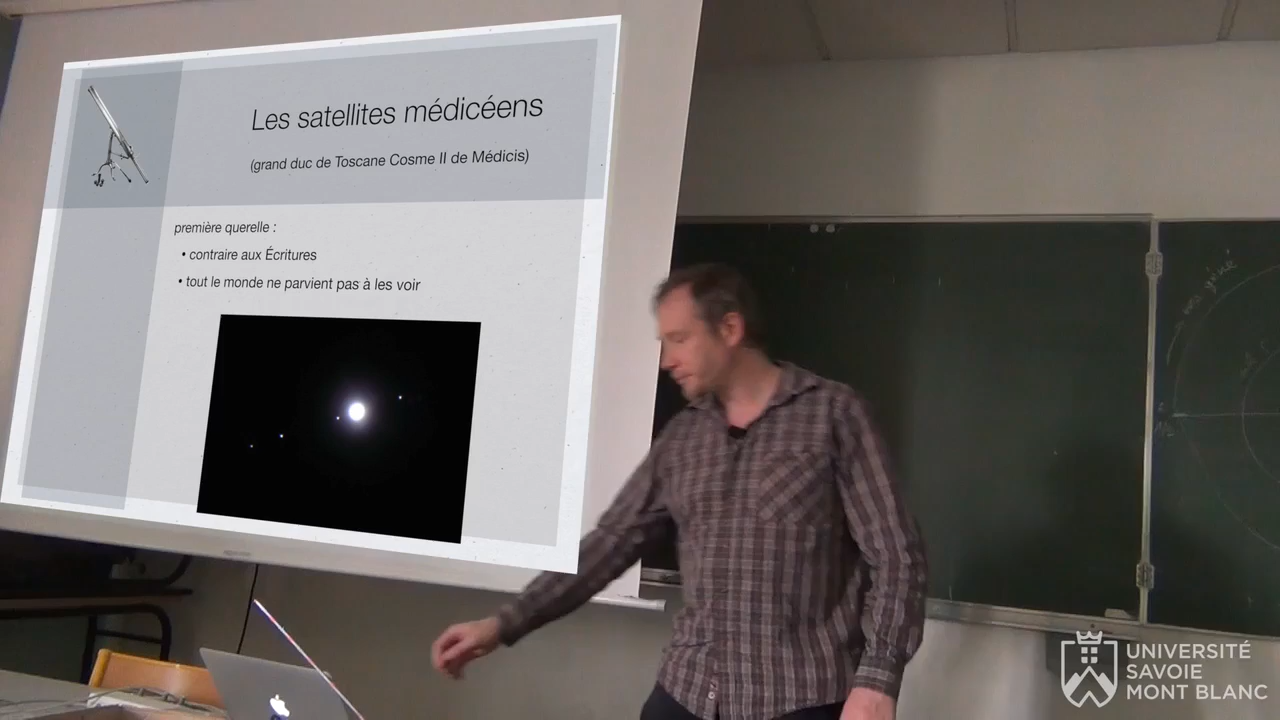 Les satellites médicéens
(grand duc de Toscane Cosme II de Médicis)
première querelle :
• contraire aux Écritures
• tout le monde ne parvient pas à les voir
UNIVERSITÉ
SAVOIE
MONT BLANC